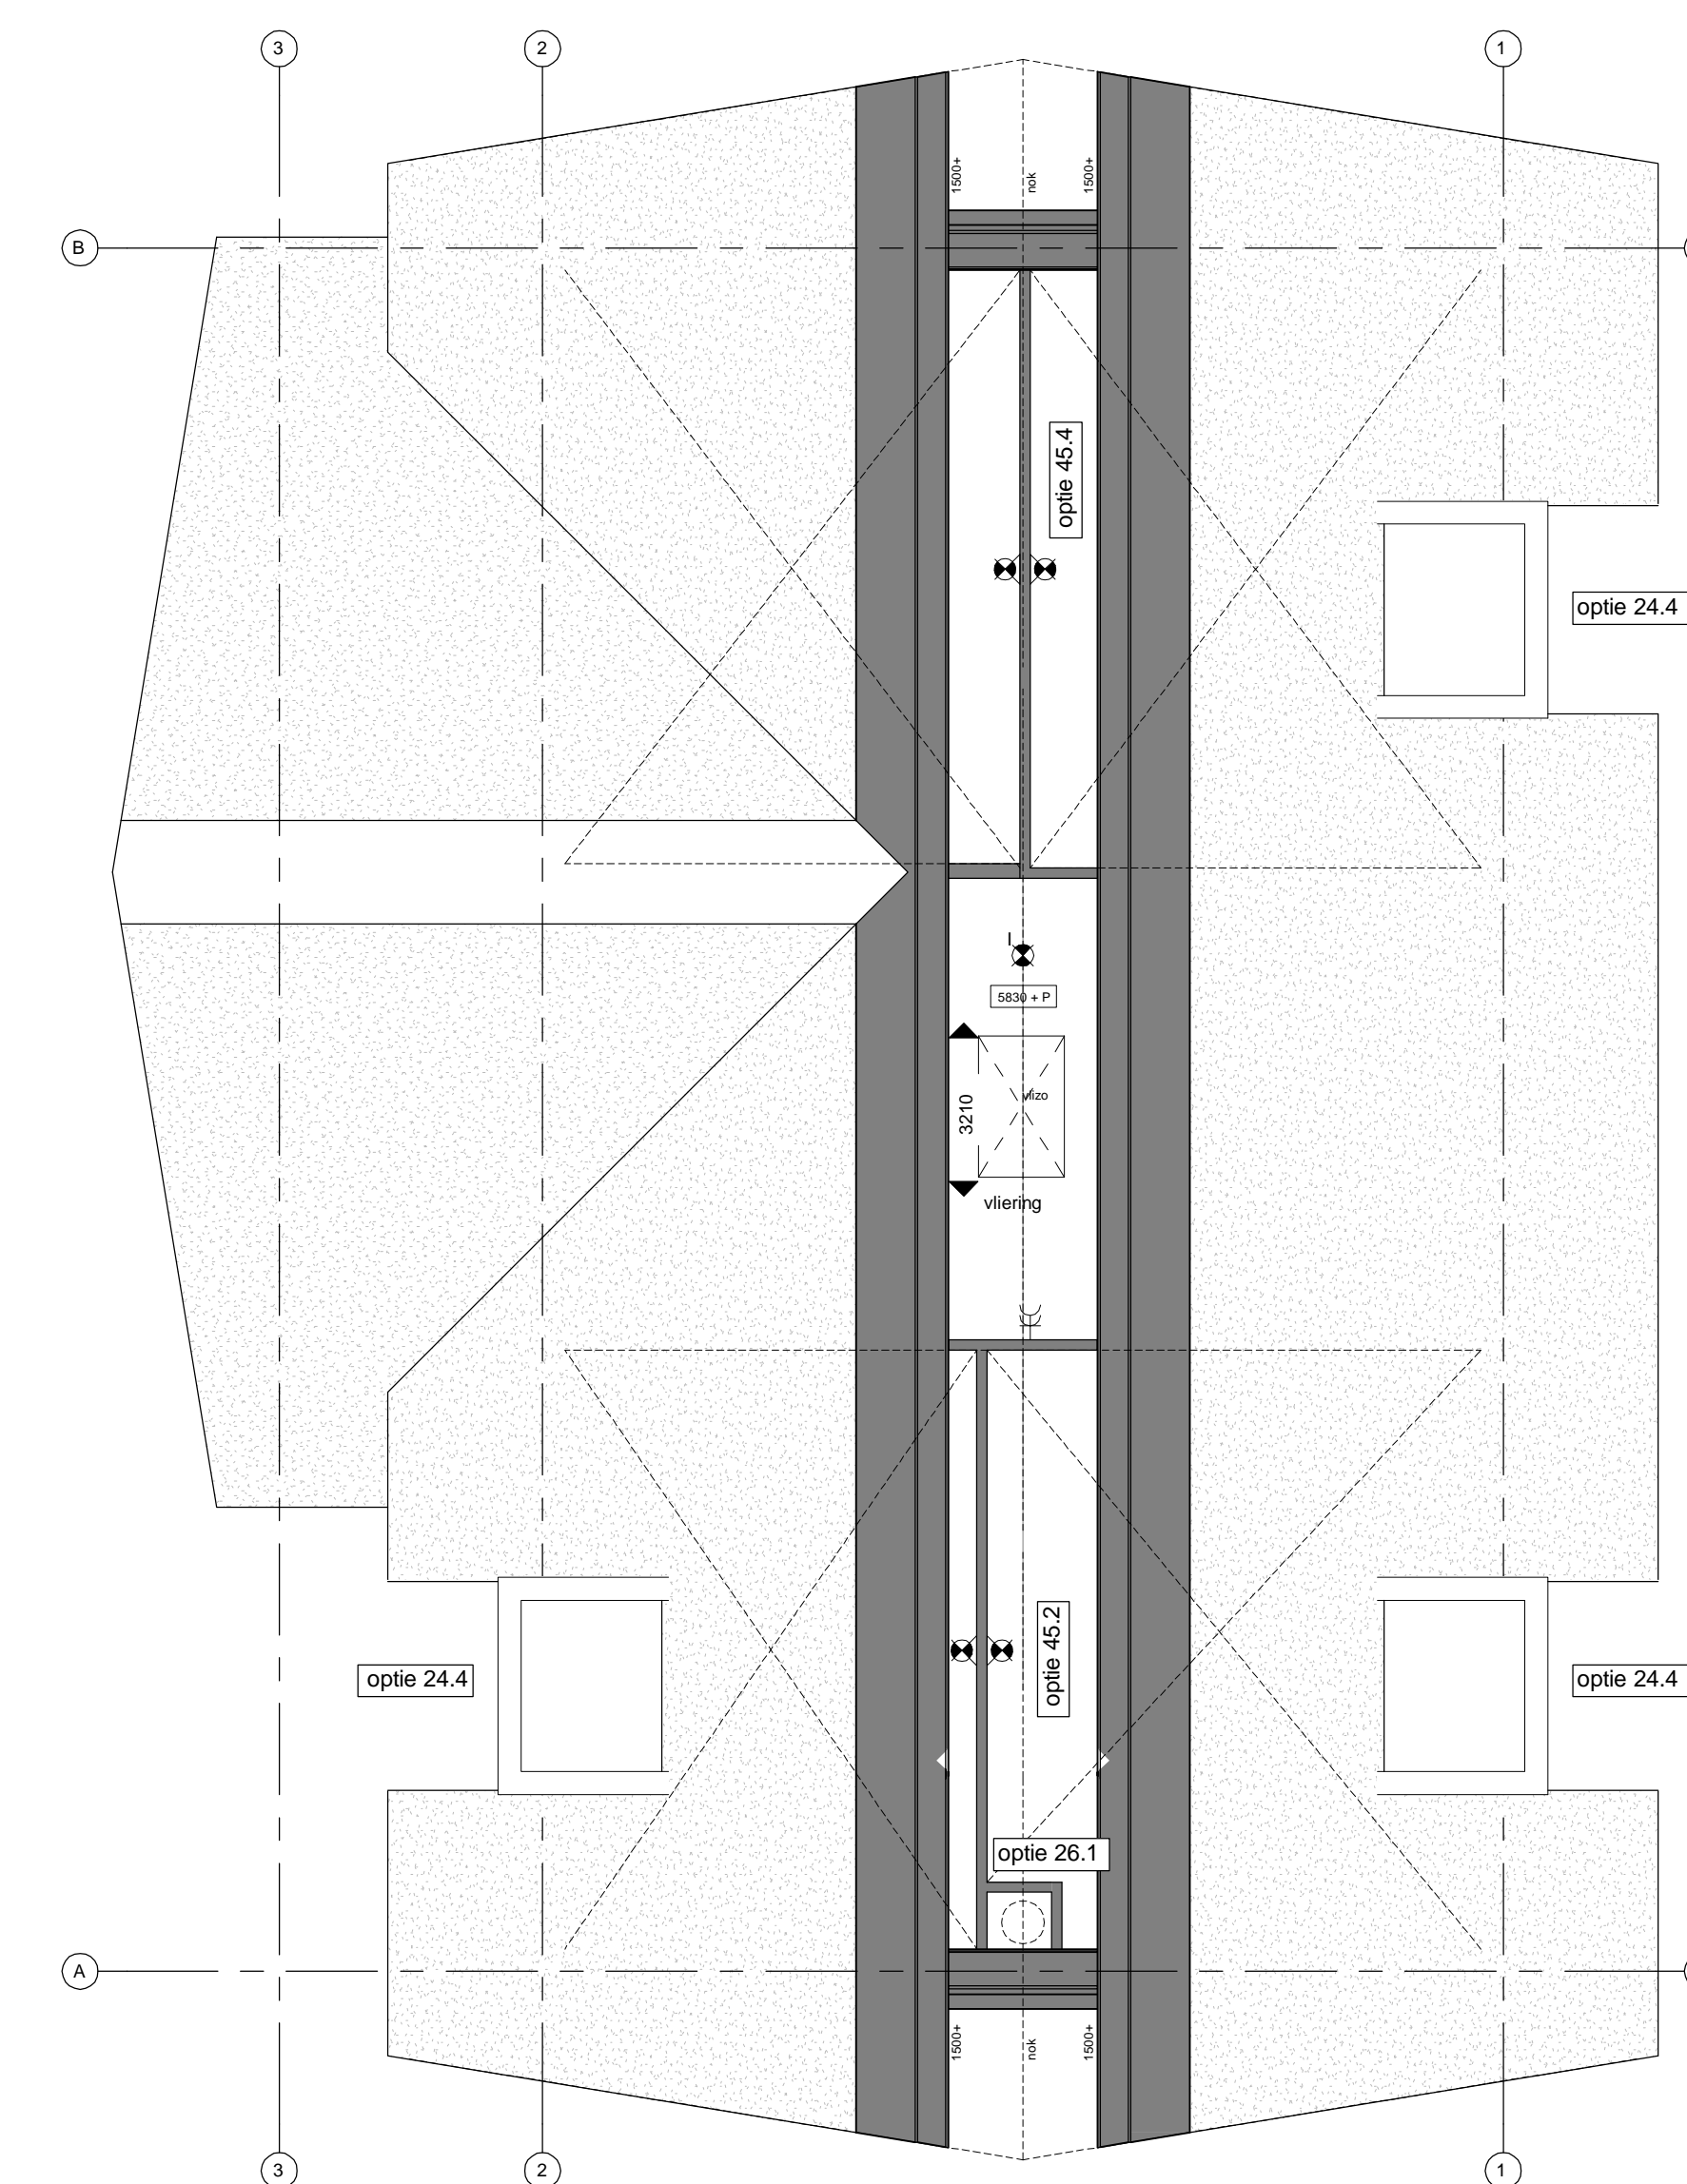 3
2
1
B
1500+
nok
1500+
optie 45.4
optie 24.4
5830 + P
3210
vlizo
vliering
optie 45.2
optie 24.4
optie 24.4
optie 26.1
A
1500+
nok
1500+
3
2
1